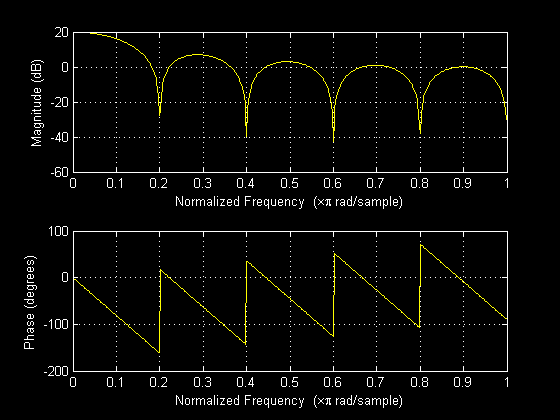 20
0
-20
-40
-60
Magnitude (dB)
0 0.1 0.2 0.3 0.4 0.5 0.6 0.7 0.8 0.9 1
Normalized Frequency (×π rad/sample)
100
0
-100
-200
Phase (degrees)
0 0.1 0.2 0.3 0.4 0.5 0.6 0.7 0.8 0.9 1
Normalized Frequency (×π rad/sample)